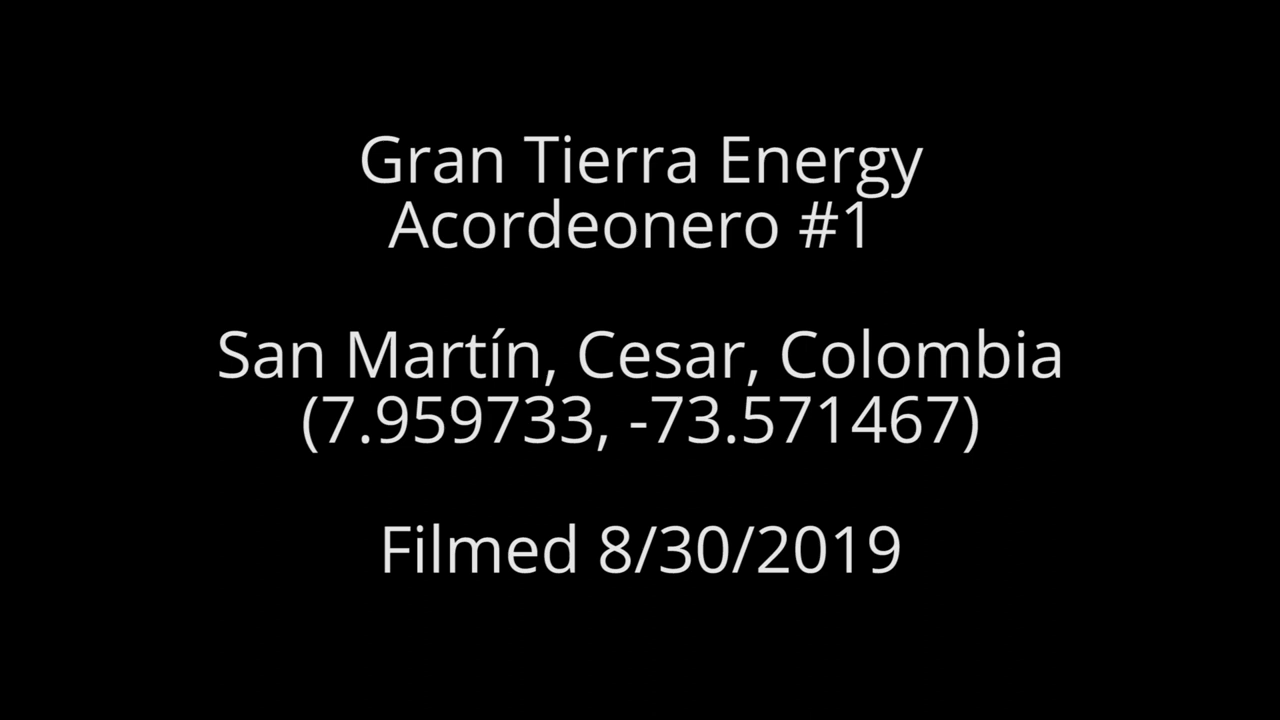 Gran Tierra Energy
Acordeonero #1
San Martín, Cesar, Colombia
(7.959733, -73.571467)
Filmed 8/30/2019